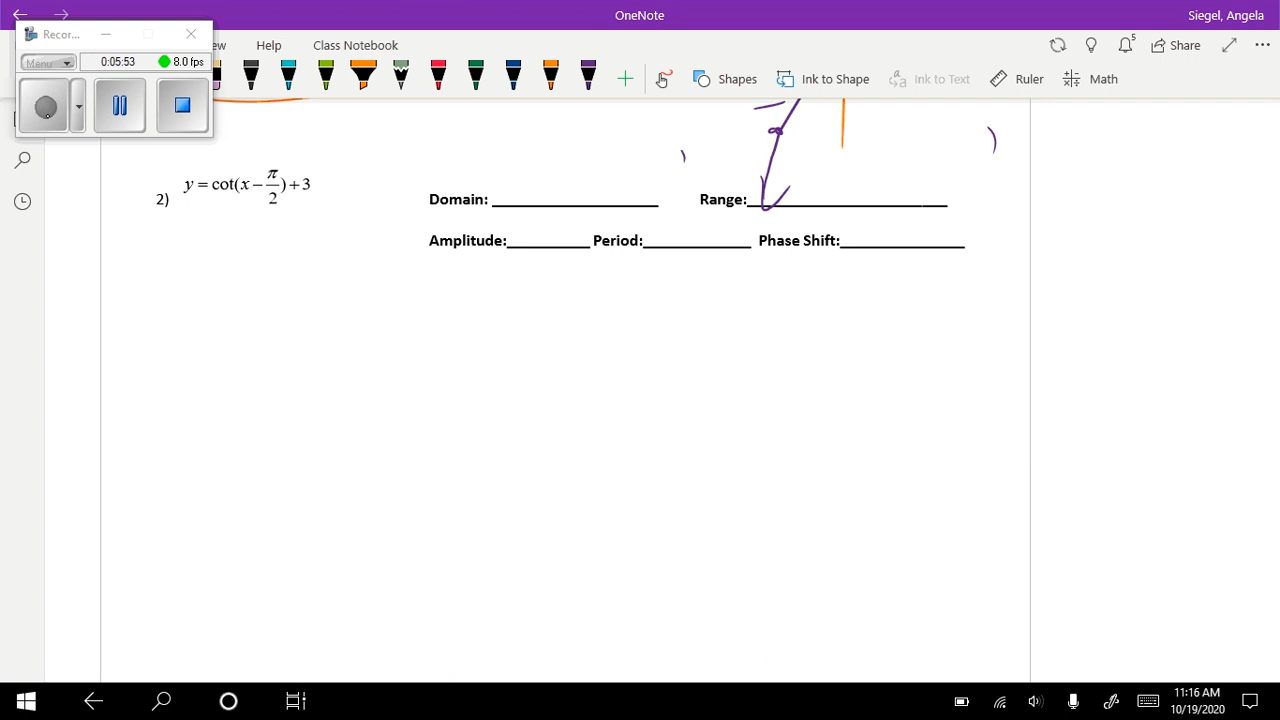 OneNote
Siegel, Angela
Recor...
ew Help Class Notebook
Share
Menu 0:05:53 8.0 fps
Shapes Ink to Shape Ink to Text Ruler Math
5
2) y = cot(x − π/2) + 3
Domain: ____________________ Range: ________________________
Amplitude: __________ Period: _____________ Phase Shift: _______________
11:16 AM
10/19/2020